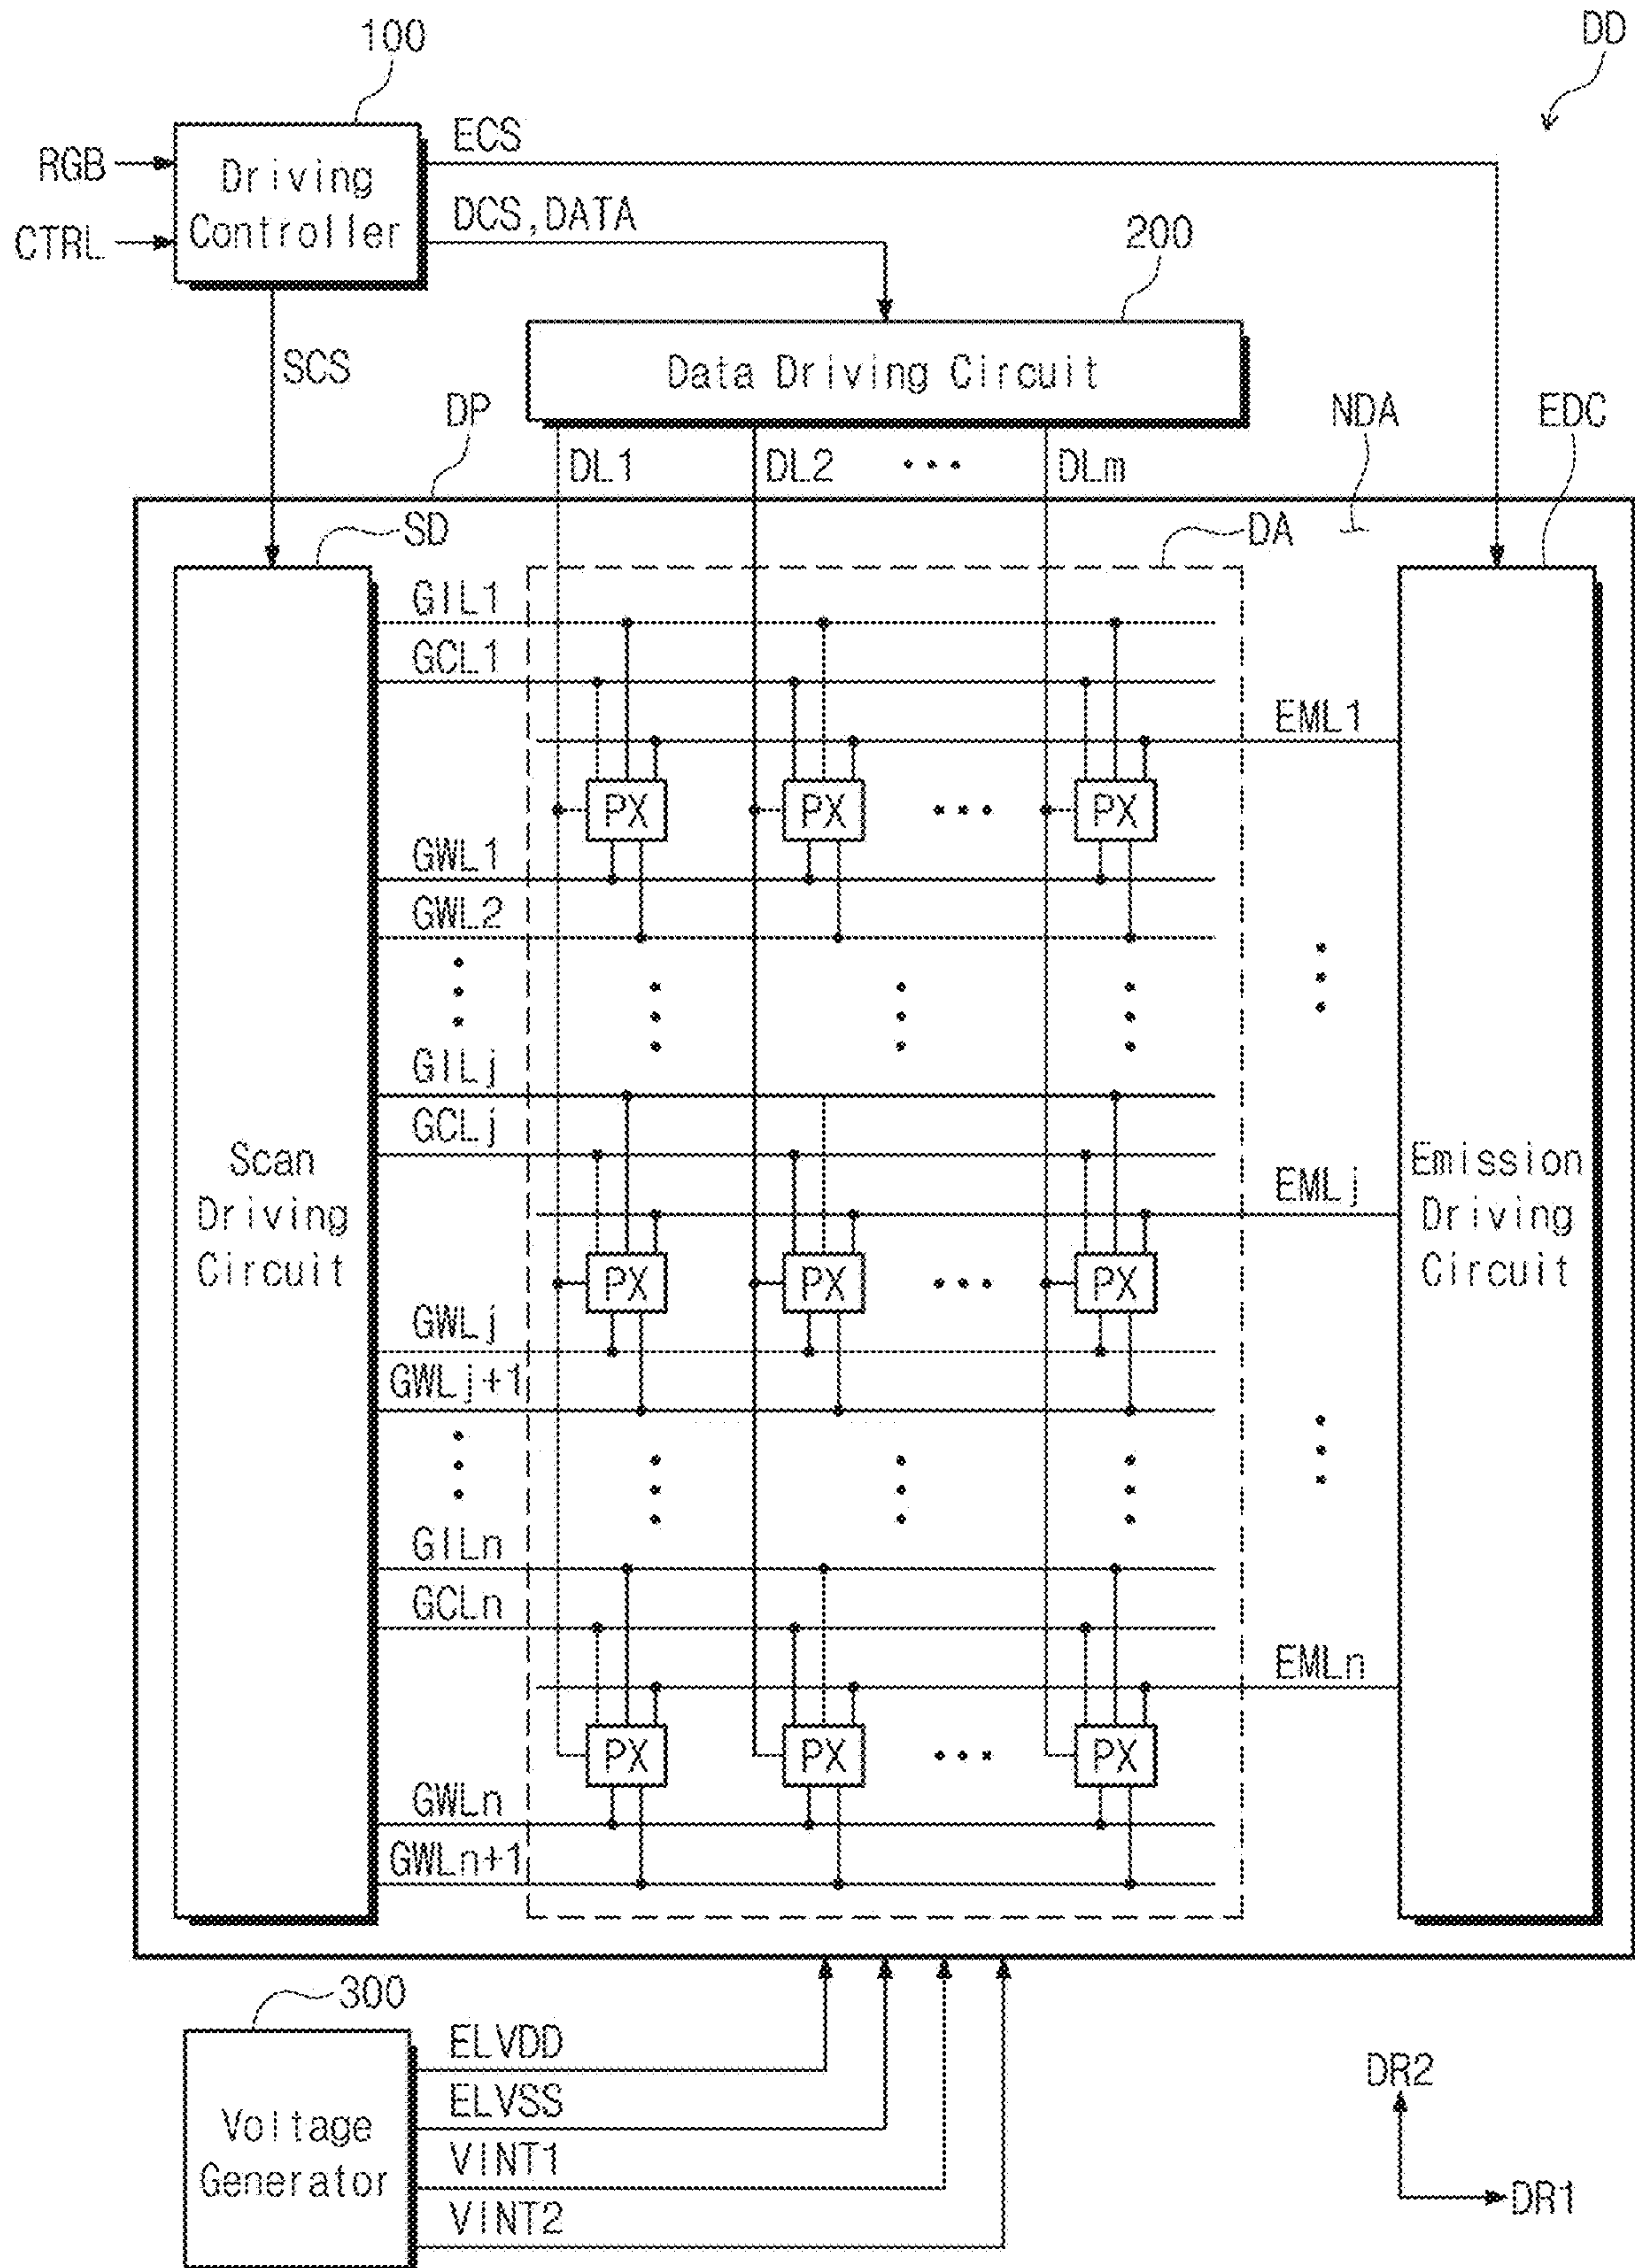 100
DD
RGB
CTRL
Driving
Controller
ECS
DCS,DATA
200
SCS
Data Driving Circuit
DP
NDA
EDC
DL1
DL2
DLm
SD
DA
GIL1
GCL1
EML1
PX
PX
PX
GWL1
GWL2
GILj
GCLj
Scan
Driving
Circuit
EMLj
Emission
Driving
Circuit
PX
PX
PX
GWLj
GWLj+1
GILn
GCLn
EMLn
PX
PX
PX
GWLn
GWLn+1
300
Voltage
Generator
ELVDD
ELVSS
VINT1
VINT2
DR2
DR1